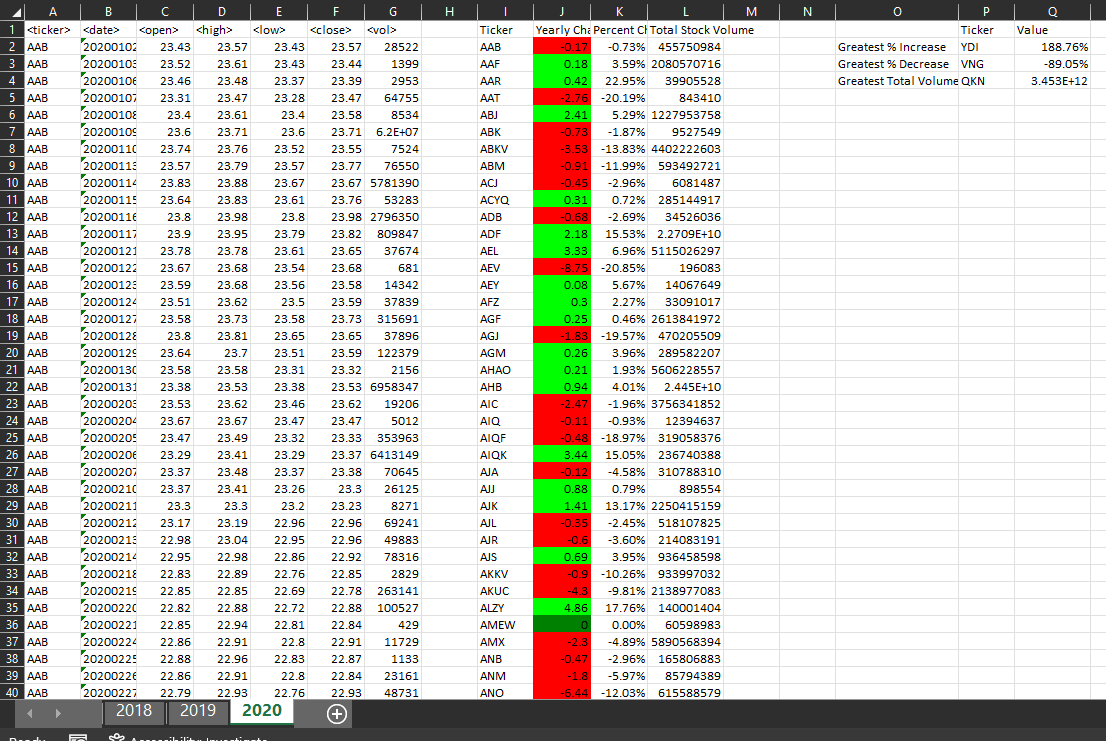 A B C D E F G H I J K L M N O P Q
1 <ticker> <date> <open> <high> <low> <close> <vol> Ticker Yearly Cha Percent Ch Total Stock Volume Ticker Value
2 AAB 20200102 23.43 23.57 23.43 23.57 28522 AAB -0.17 -0.73% 455750984 Greatest % Increase YDI 188.76%
3 AAB 20200103 23.52 23.61 23.43 23.44 1399 AAF 0.18 3.59% 2080570716 Greatest % Decrease VNG -89.05%
4 AAB 20200106 23.46 23.48 23.37 23.39 2953 AAR 0.42 22.95% 39905528 Greatest Total Volume QKN 3.453E+12
5 AAB 20200107 23.31 23.47 23.28 23.47 64755 AAT -2.76 -20.19% 843410
6 AAB 20200108 23.4 23.61 23.4 23.58 8534 ABJ 2.41 5.29% 1227953758
7 AAB 20200109 23.6 23.71 23.6 23.71 6.2E+07 ABK -0.73 -1.87% 9527549
8 AAB 20200110 23.74 23.76 23.52 23.55 7524 ABKV -3.53 -13.83% 4402222603
9 AAB 20200113 23.57 23.79 23.57 23.77 76550 ABM -0.91 -11.99% 593492721
10 AAB 20200114 23.83 23.88 23.67 23.67 5781390 ACJ -0.45 -2.96% 6081487
11 AAB 20200115 23.64 23.83 23.61 23.76 53283 ACYQ 0.31 0.72% 285144917
12 AAB 20200116 23.8 23.98 23.8 23.98 2796350 ADB -0.68 -2.69% 34526036
13 AAB 20200117 23.9 23.95 23.79 23.82 809847 ADF 2.18 15.53% 2.2709E+10
14 AAB 20200121 23.78 23.78 23.61 23.65 37674 AEL 3.33 6.96% 5115026297
15 AAB 20200122 23.67 23.68 23.54 23.68 681 AEV -8.75 -20.85% 196083
16 AAB 20200123 23.59 23.68 23.56 23.58 14342 AEY 0.08 5.67% 14067649
17 AAB 20200124 23.51 23.62 23.5 23.59 37839 AFZ 0.3 2.27% 33091017
18 AAB 20200127 23.58 23.73 23.58 23.73 315691 AGF 0.25 0.46% 2613841972
19 AAB 20200128 23.8 23.81 23.65 23.65 37896 AGJ -1.83 -19.57% 470205509
20 AAB 20200129 23.64 23.7 23.51 23.59 122379 AGM 0.26 3.96% 289582207
21 AAB 20200130 23.58 23.58 23.31 23.32 2156 AHAO 0.21 1.93% 5606228557
22 AAB 20200131 23.38 23.53 23.38 23.53 6958347 AHB 0.94 4.01% 2.445E+10
23 AAB 20200203 23.53 23.62 23.46 23.62 19206 AIC -2.47 -1.96% 3756341852
24 AAB 20200204 23.67 23.67 23.47 23.47 5012 AIQ -0.11 -0.93% 12394637
25 AAB 20200205 23.47 23.49 23.32 23.33 353963 AIQF -0.48 -18.97% 319058376
26 AAB 20200206 23.29 23.41 23.29 23.37 6413149 AIQK 3.44 15.05% 236740388
27 AAB 20200207 23.37 23.48 23.37 23.38 70645 AJA -0.12 -4.58% 310788310
28 AAB 20200210 23.37 23.41 23.26 23.3 26125 AJJ 0.88 0.79% 898554
29 AAB 20200211 23.3 23.3 23.2 23.23 8271 AJK 1.41 13.17% 2250415159
30 AAB 20200212 23.17 23.19 22.96 22.96 69241 AJL -0.35 -2.45% 518107825
31 AAB 20200213 22.98 23.04 22.95 22.96 49883 AJR -0.6 -3.60% 214083191
32 AAB 20200214 22.95 22.98 22.86 22.92 78316 AJS 0.69 3.95% 936458598
33 AAB 20200218 22.83 22.89 22.76 22.85 2829 AKKV -0.9 -10.26% 933997032
34 AAB 20200219 22.85 22.85 22.69 22.78 263141 AKUC -4.3 -9.81% 2138977083
35 AAB 20200220 22.82 22.88 22.72 22.88 100527 ALZY 4.86 17.76% 140001404
36 AAB 20200221 22.85 22.94 22.81 22.84 429 AMEW 0 0.00% 60598983
37 AAB 20200224 22.86 22.91 22.8 22.91 11729 AMX -2.3 -4.89% 5890568394
38 AAB 20200225 22.88 22.96 22.83 22.87 1133 ANB -0.47 -2.96% 165806883
39 AAB 20200226 22.86 22.91 22.8 22.84 23161 ANM -1.8 -5.97% 85794389
40 AAB 20200227 22.79 22.93 22.76 22.93 48731 ANO -6.44 -12.03% 615588579
2018 2019 2020
Ready Accessibility: Investigate